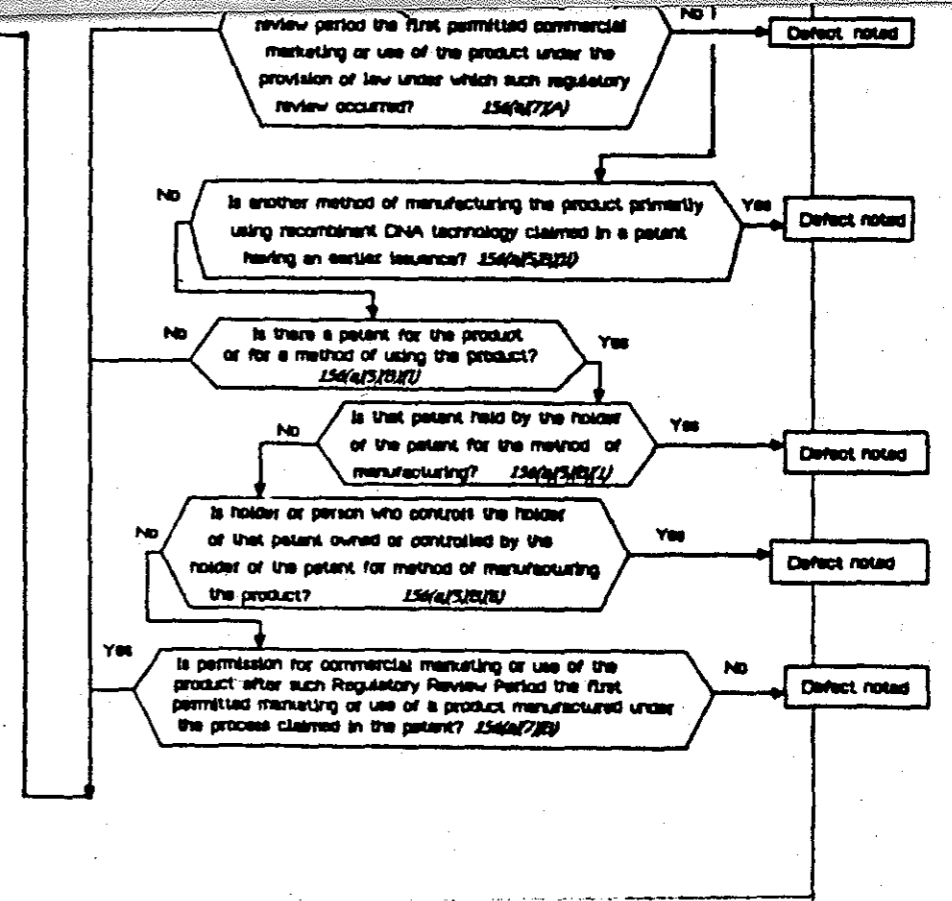 review period the first permitted commercial
marketing or use of the product under the
provision of law under which such regulatory
review occurred? 156(a)(7)(A)
No
Defect noted
No
Is another method of manufacturing the product primarily
using recombinent DNA technology claimed in a patent
having an earlier issuance?
Yes
Defect noted
No
Is there a patent for the product
or for a method of using the product?
Yes
No
Is that patent held by the holder
of the patent for the method of
manufacturing?
Yes
Defect noted
No
Is holder or person who controls the holder
of that patent owned or controlled by the
holder of the patent for method of manufacturing
the product?
Yes
Defect noted
Yes
Is permission for commercial marketing or use of the
product after such Regulatory Review Period the first
permitted marketing or use of a product manufactured under
the process claimed in the patent? 156(a)(7)(B)
No
Defect noted